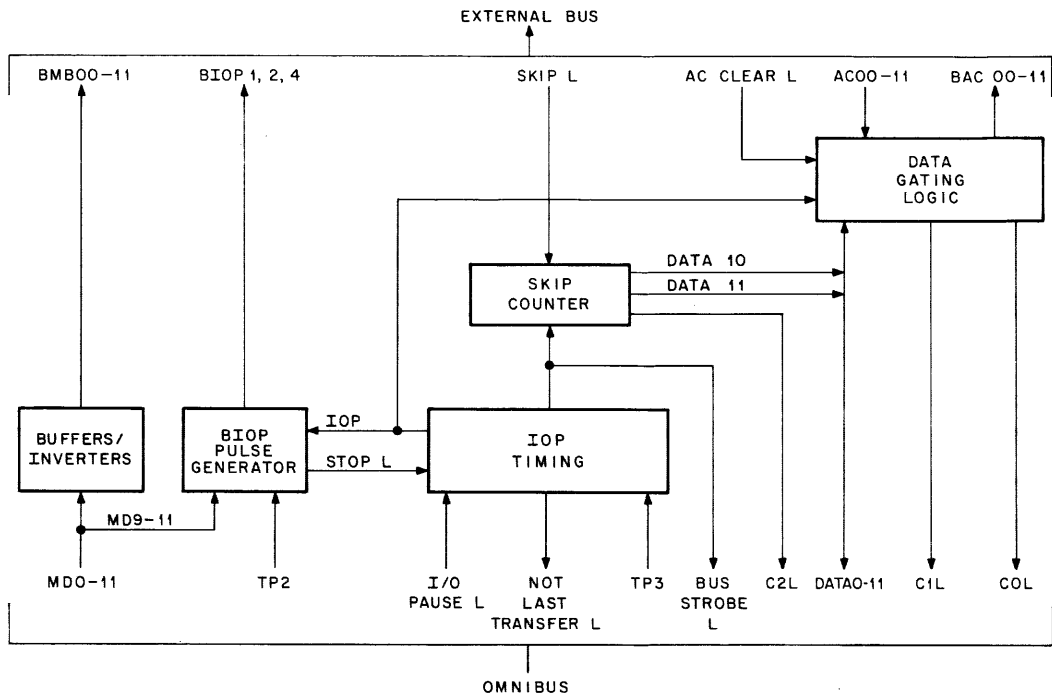 EXTERNAL BUS
BMB00-11
BIOP 1, 2, 4
SKIP L
AC CLEAR L
AC00-11
BAC 00-11
DATA
GATING
LOGIC
DATA 10
DATA 11
SKIP
COUNTER
IOP
STOP L
BUFFERS/
INVERTERS
BIOP
PULSE
GENERATOR
IOP
TIMING
MD9-11
MD0-11
TP2
I/O
PAUSE L
NOT
LAST
TRANSFER L
TP3
BUS
STROBE
L
C2L
DATA0-11
C1L
C0L
OMNIBUS